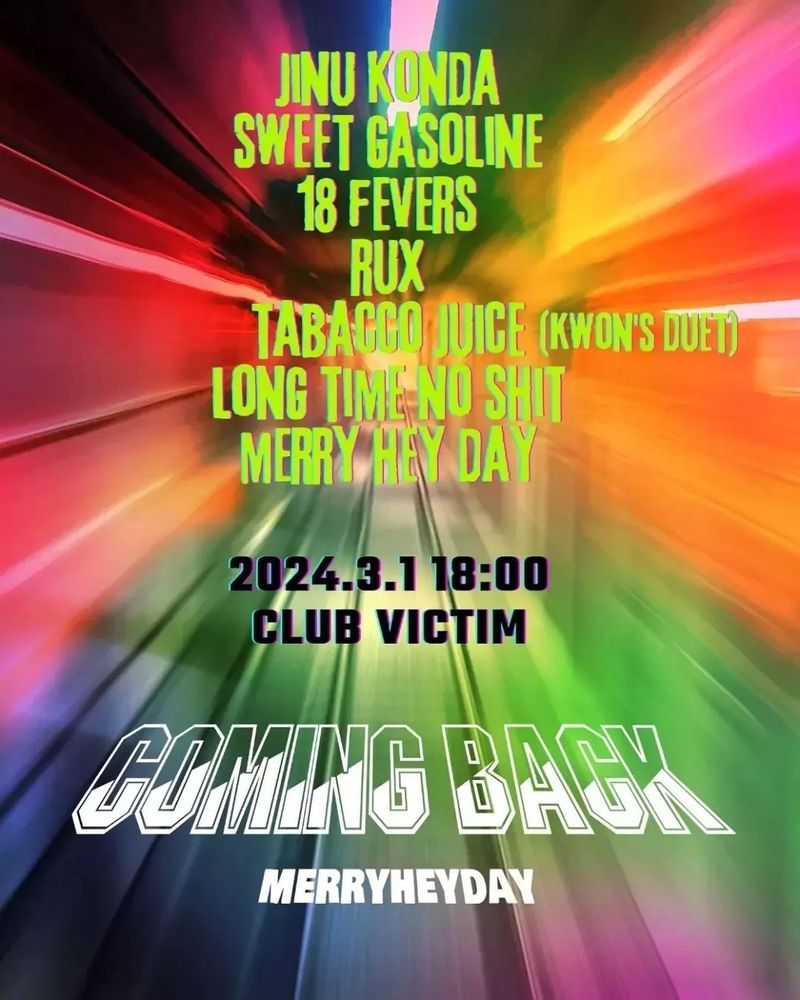 JINU KONDA
SWEET GASOLINE
18 FEVERS
RUX
TABACCO JUICE (KWON'S DUET)
LONG TIME NO SHIT
MERRY HEY DAY
2024.3.1 18:00
CLUB VICTIM
COMING BACK
MERRYHEYDAY